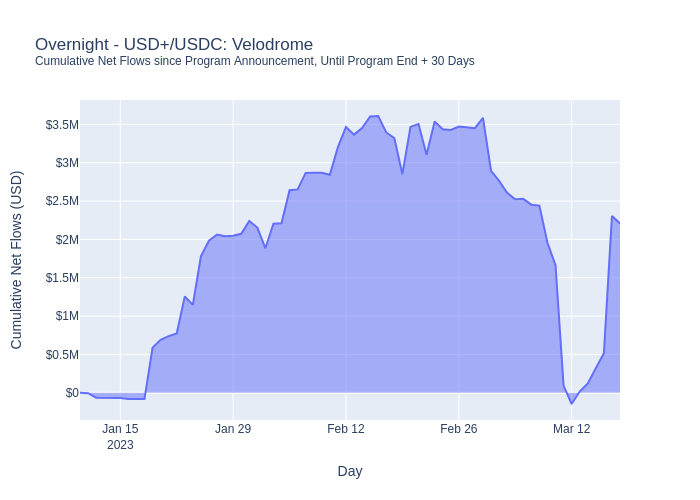 Overnight - USD+/USDC: Velodrome
Cumulative Net Flows since Program Announcement, Until Program End + 30 Days
Cumulative Net Flows (USD)
$3.5M
$3M
$2.5M
$2M
$1.5M
$1M
$0.5M
$0
Jan 15
2023
Jan 29
Feb 12
Feb 26
Mar 12
Day